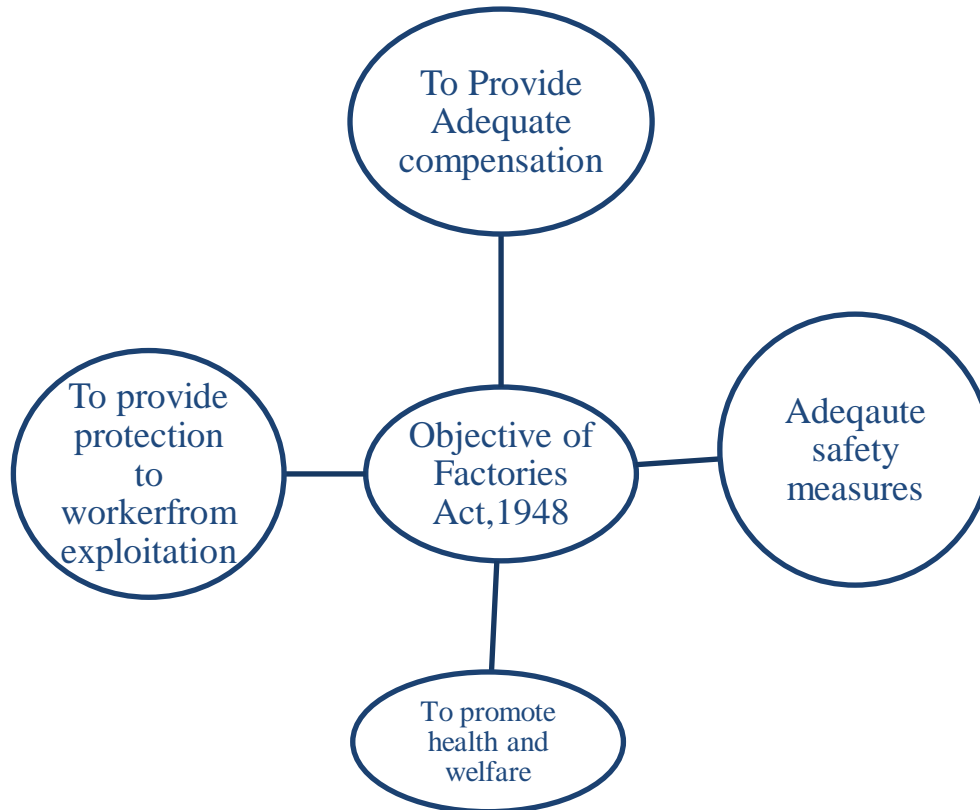 To Provide
Adequate
compensation
To provide
protection
to
workerfrom
exploitation
Objective of
Factories
Act,1948
Adeqaute
safety
measures
To promote
health and
welfare